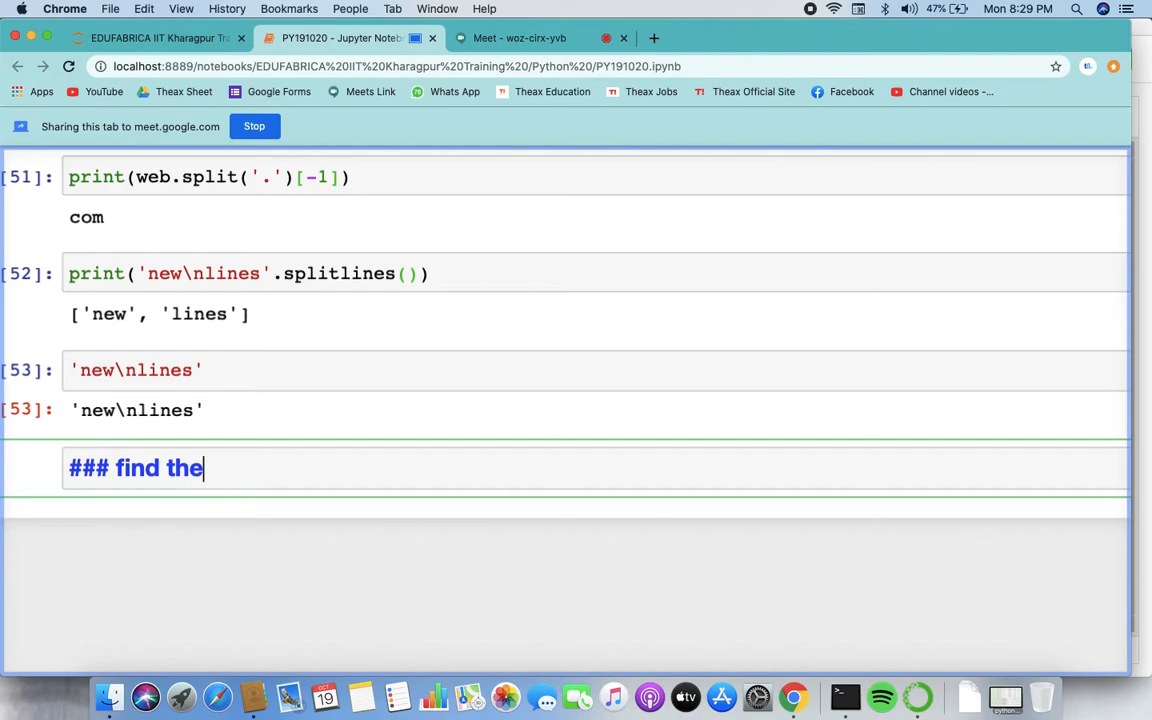 Chrome File Edit View History Bookmarks People Tab Window Help 47% Mon 8:29 PM
EDUFABRICA IIT Kharagpur Tra PY191020 - Jupyter Noteb Meet - woz-cirx-yvb
localhost:8889/notebooks/EDUFABRICA%20IIT%20Kharagpur%20Training%20/Python%20/PY191020.ipynb
Apps YouTube Theax Sheet Google Forms Meets Link Whats App Theax Education Theax Jobs Theax Official Site Facebook Channel videos -...
Sharing this tab to meet.google.com Stop
[51]: print(web.split('.')[-1])
com
[52]: print('new\nlines'.splitlines())
['new', 'lines']
[53]: 'new\nlines'
[53]: 'new\nlines'
### find the
OCT
19